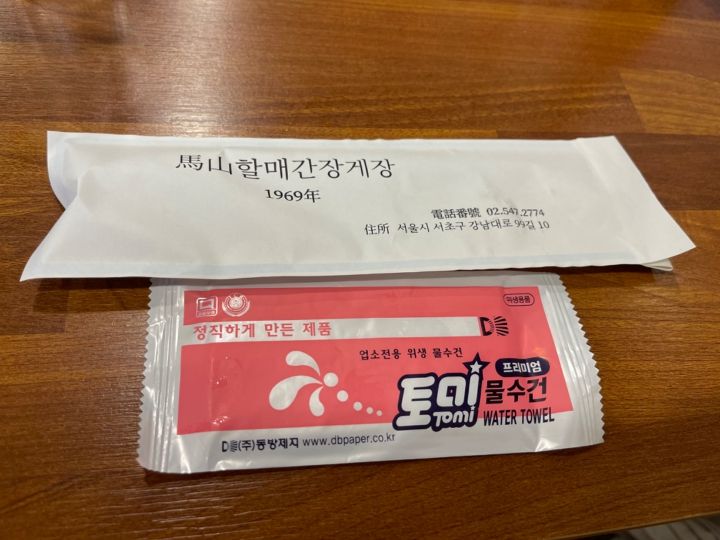 馬山할매간장게장
1969年
電話番號 02.547.2774
住所 서울시 서초구 강남대로 99길 10
위생용품
정직하게 만든 제품
업소전용 위생 물수건
프리미엄
토미 물수건
Tomi WATER TOWEL
(주)동방제지 www.dbpaper.co.kr